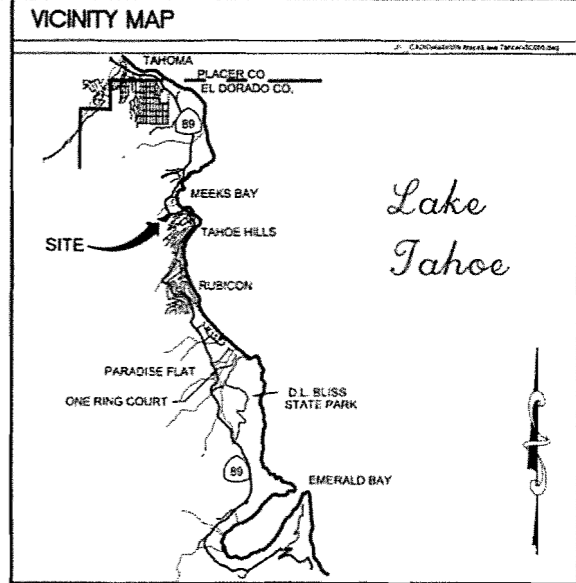 VICINITY MAP
TAHOMA
PLACER CO
EL DORADO CO.
89
MEEKS BAY
Lake
Tahoe
SITE
TAHOE HILLS
RUBICON
PARADISE FLAT
D.L. BLISS
STATE PARK
ONE RING COURT
89
EMERALD BAY